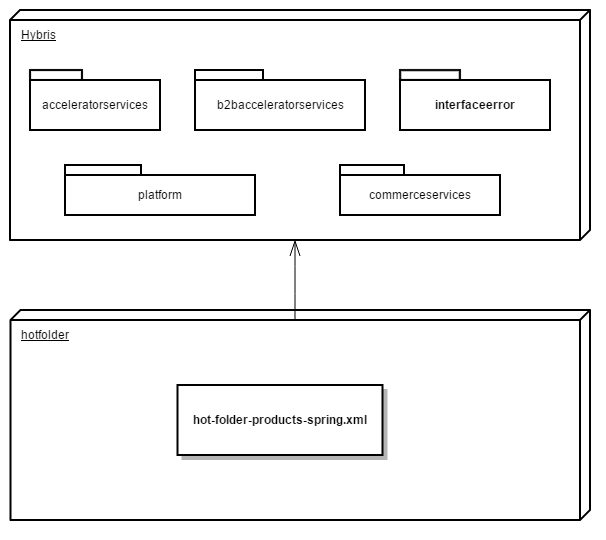 Hybris
acceleratorservices
b2bacceleratorservices
interfaceerror
platform
commerceservices
hotfolder
hot-folder-products-spring.xml